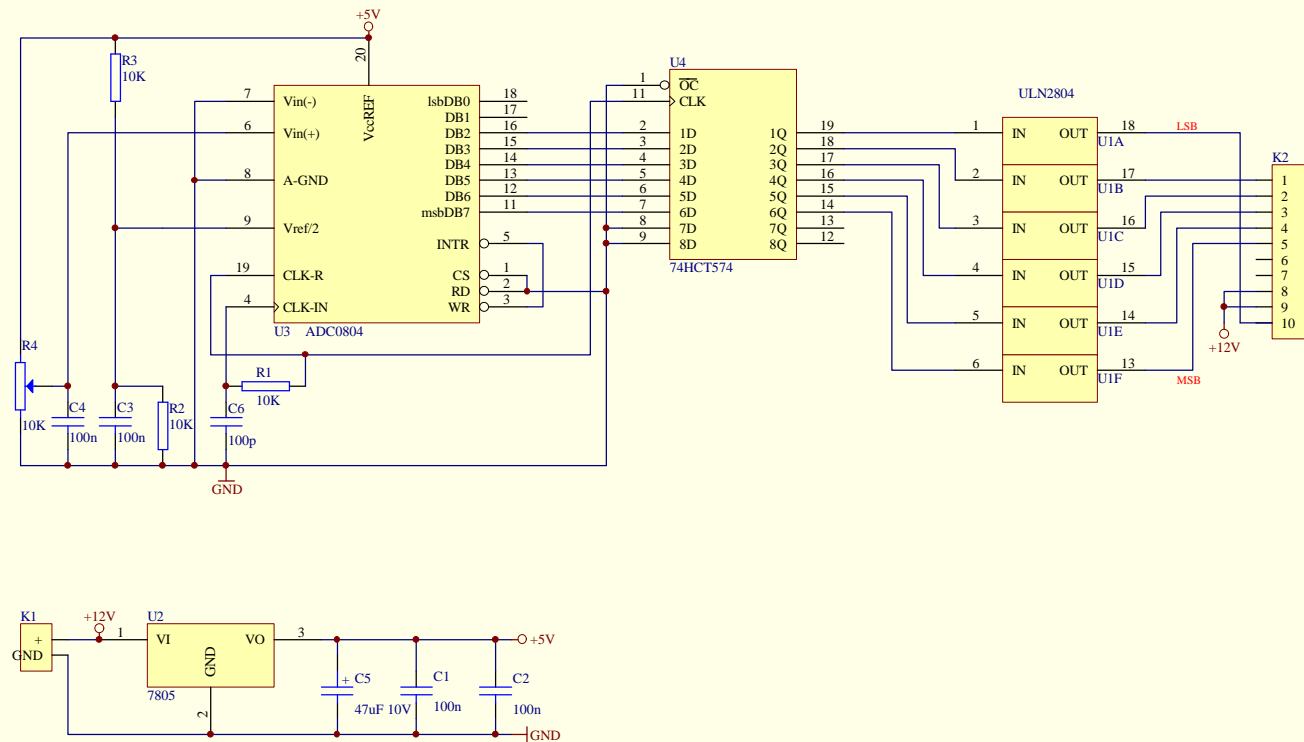 +5V
R3
10K
20
VccREF
7 Vin(-)
6 Vin(+)
8 A-GND
9 Vref/2
19 CLK-R
4 CLK-IN
lsbDB0 18
DB1 17
DB2 16
DB3 15
DB4 14
DB5 13
DB6 12
msbDB7 11
INTR 5
CS 1
RD 2
WR 3
U3 ADC0804
U4
1 OC
11 CLK
2 1D 1Q 19
3 2D 2Q 18
4 3D 3Q 17
5 4D 4Q 16
6 5D 5Q 15
7 6D 6Q 14
8 7D 7Q 13
9 8D 8Q 12
74HCT574
ULN2804
1 IN OUT 18
U1A
LSB
2 IN OUT 17
U1B
3 IN OUT 16
U1C
4 IN OUT 15
U1D
5 IN OUT 14
U1E
6 IN OUT 13
U1F
MSB
K2
1
2
3
4
5
6
7
8
9
10
+12V
R4
10K
C4
100n
C3
100n
R2
10K
R1
10K
C6
100p
GND
K1
+
GND
+12V
U2
1 VI VO 3
GND
2
7805
+5V
+ C5
47uF 10V
C1
100n
C2
100n
GND